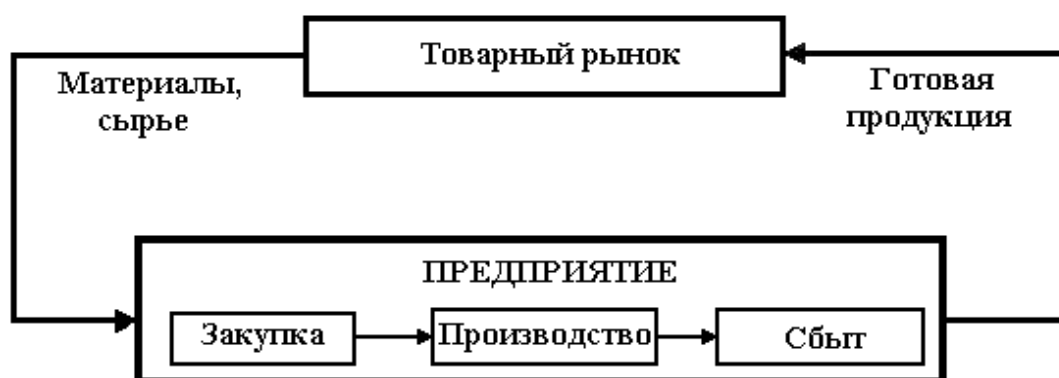 Товарный рынок
Материалы,
сырье
Готовая
продукция
ПРЕДПРИЯТИЕ
Закупка
Производство
Сбыт